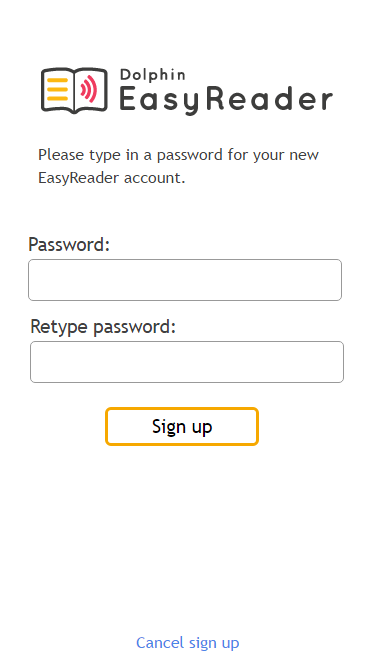 Dolphin
EasyReader
Please type in a password for your new
EasyReader account.
Password:
Retype password:
Sign up
Cancel sign up